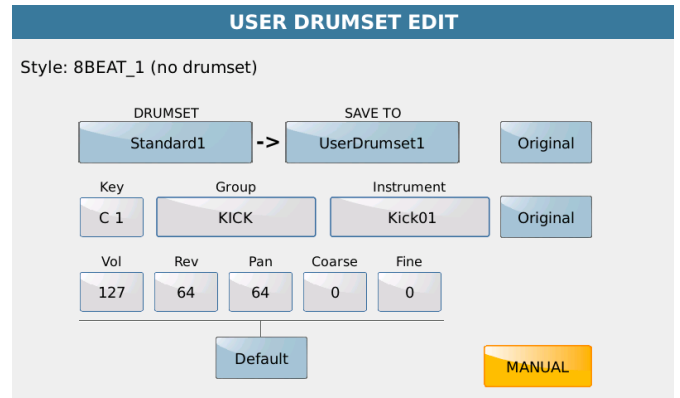 USER DRUMSET EDIT
Style: 8BEAT_1 (no drumset)
DRUMSET SAVE TO
Standard1 -> UserDrumset1 Original
Key Group Instrument
C 1 KICK Kick01 Original
Vol Rev Pan Coarse Fine
127 64 64 0 0
Default
MANUAL